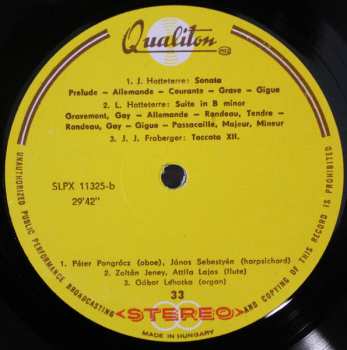 Qualiton
1. J. Hotteterre: Sonata
Prelude – Allemande – Courante – Grave – Gigue
2. L. Hotteterre: Suite in B minor
Gravement, Gay – Allemande – Rondeau, Tendre –
Rondeau, Gay – Gigue – Passacaille, Majeur, Mineur
3. J. J. Froberger: Toccata XII.
SLPX 11325-b
29'42"
1. Péter Pongrácz (oboe), János Sebestyén (harpsichord)
2. Zoltán Jeney, Attila Lajos (flute)
3. Gábor Lehotka (organ)
33
STEREO
MADE IN HUNGARY
UNAUTHORIZED PUBLIC PERFORMANCE BROADCASTING AND COPYING OF THIS RECORD IS PROHIBITED